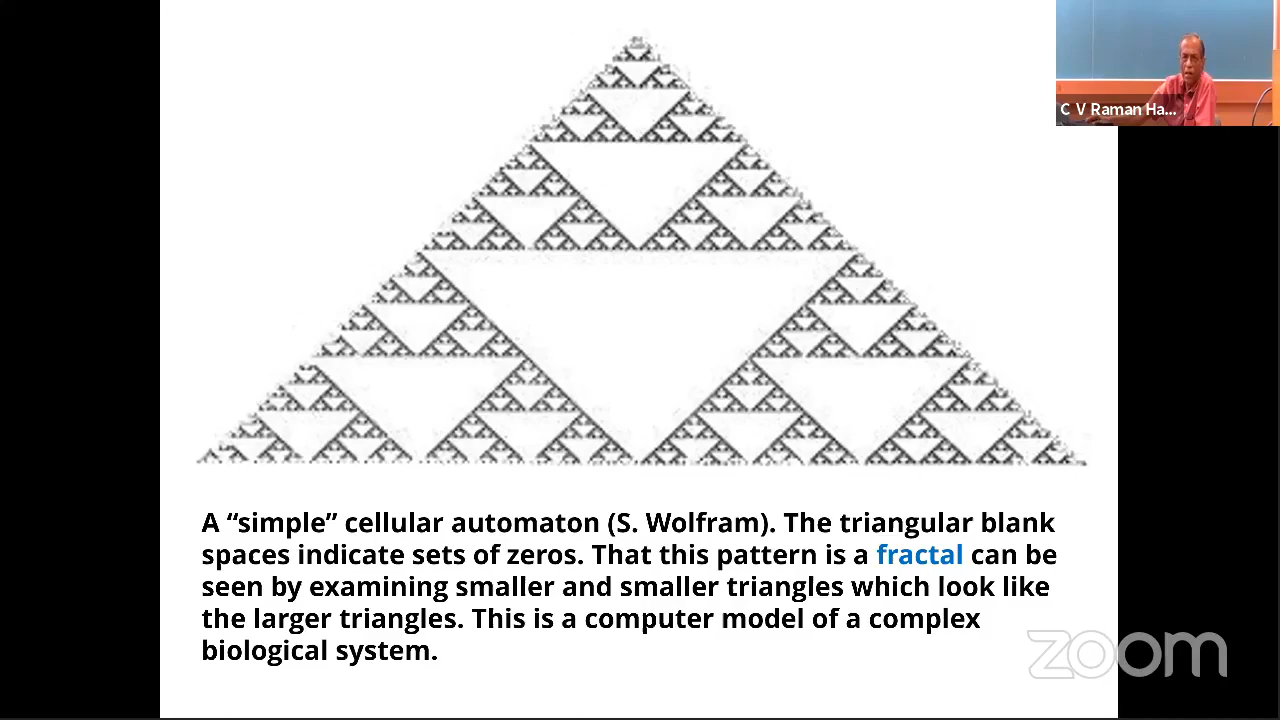 C V Raman Ha...
A “simple” cellular automaton (S. Wolfram). The triangular blank
spaces indicate sets of zeros. That this pattern is a fractal can be
seen by examining smaller and smaller triangles which look like
the larger triangles. This is a computer model of a complex
biological system.
zoom